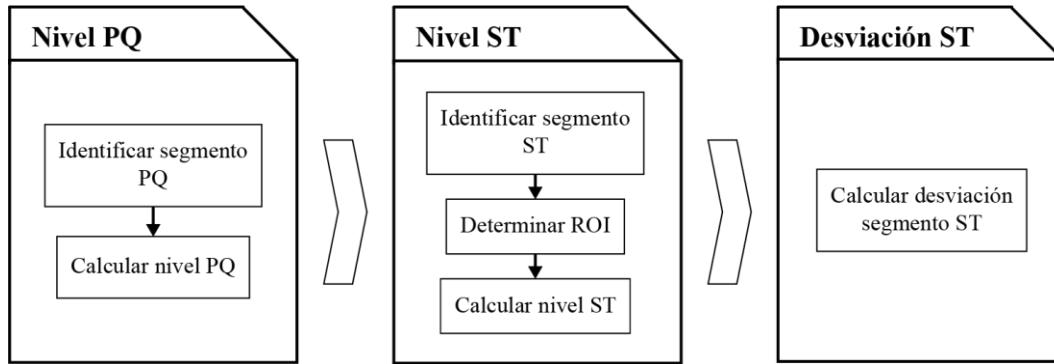 Nivel PQ
Identificar segmento
PQ
Calcular nivel PQ
Nivel ST
Identificar segmento
ST
Determinar ROI
Calcular nivel ST
Desviación ST
Calcular desviación
segmento ST